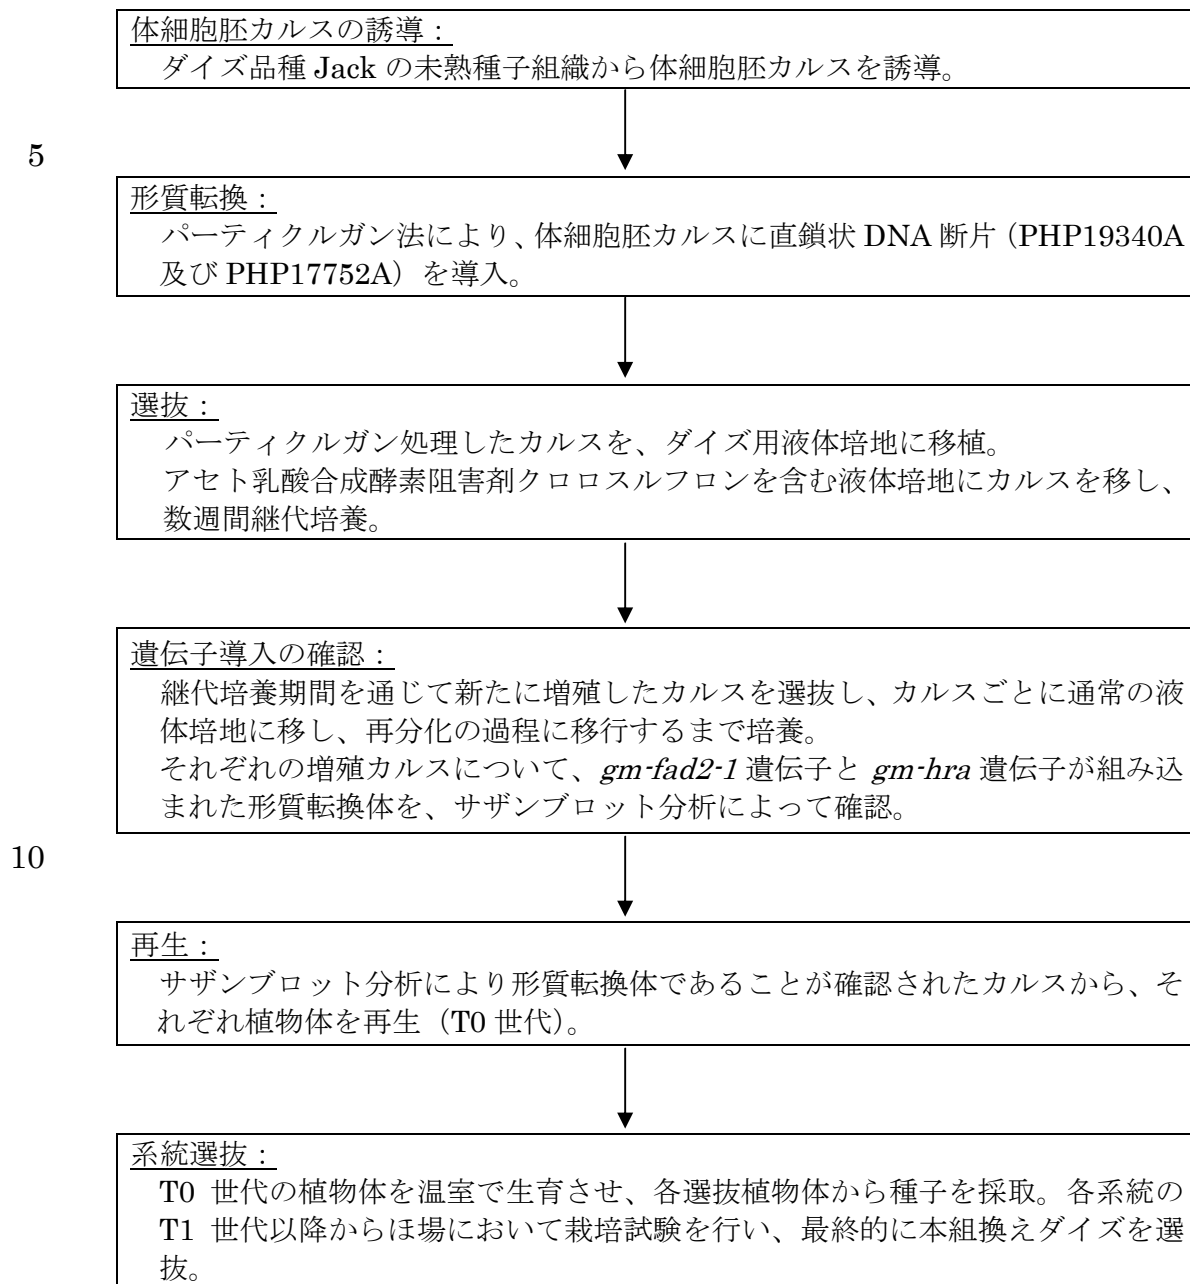 体細胞胚カルスの誘導：
ダイズ品種 Jack の未熟種子組織から体細胞胚カルスを誘導。
5
形質転換：
パーティクルガン法により、体細胞胚カルスに直鎖状 DNA 断片（PHP19340A
及び PHP17752A）を導入。
選抜：
パーティクルガン処理したカルスを、ダイズ用液体培地に移植。
アセト乳酸合成酵素阻害剤クロロスルフロンを含む液体培地にカルスを移し、
数週間継代培養。
遺伝子導入の確認：
継代培養期間を通じて新たに増殖したカルスを選抜し、カルスごとに通常の液
体培地に移し、再分化の過程に移行するまで培養。
それぞれの増殖カルスについて、gm-fad2-1 遺伝子と gm-hra 遺伝子が組み込
まれた形質転換体を、サザンブロット分析によって確認。
10
再生：
サザンブロット分析により形質転換体であることが確認されたカルスから、そ
れぞれ植物体を再生（T0 世代）。
系統選抜：
T0 世代の植物体を温室で生育させ、各選抜植物体から種子を採取。各系統の
T1 世代以降からほ場において栽培試験を行い、最終的に本組換えダイズを選
抜。